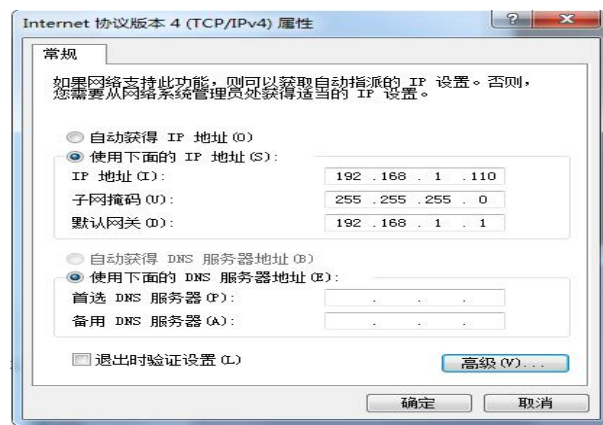 Internet 协议版本 4 (TCP/IPv4) 属性
常规
如果网络支持此功能，则可以获取自动指派的 IP 设置。否则，
您需要从网络系统管理员处获得适当的 IP 设置。
自动获得 IP 地址(O)
使用下面的 IP 地址(S):
IP 地址(I): 192 .168 . 1 .110
子网掩码(U): 255 .255 .255 . 0
默认网关(D): 192 .168 . 1 . 1
自动获得 DNS 服务器地址(B)
使用下面的 DNS 服务器地址(E):
首选 DNS 服务器(P): . . .
备用 DNS 服务器(A): . . .
退出时验证设置(L)
高级(V)...
确定 取消